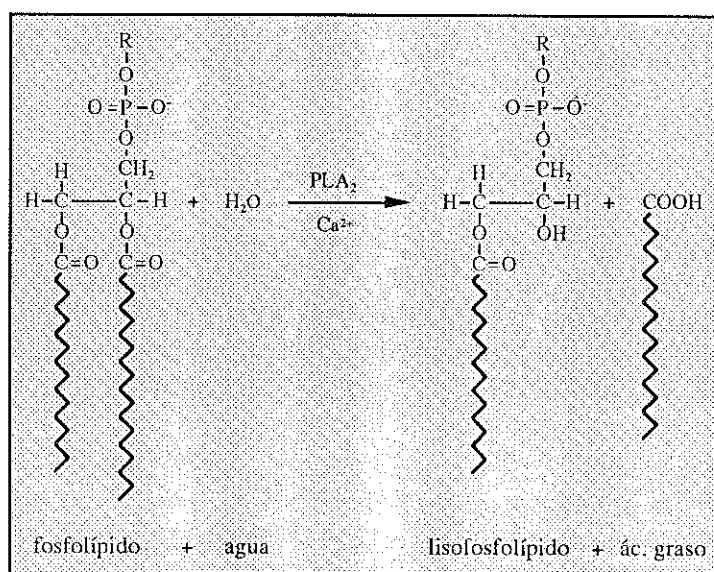 R
O
O=P-O-
O
H CH₂
H-C C-H + H₂O
O O
C=O C=O
PLA₂
Ca²⁺
R
O
O=P-O-
O
H CH₂
H-C C-H + COOH
O OH
C=O
fosfolípido + agua
lisofosfolípido + ác. graso